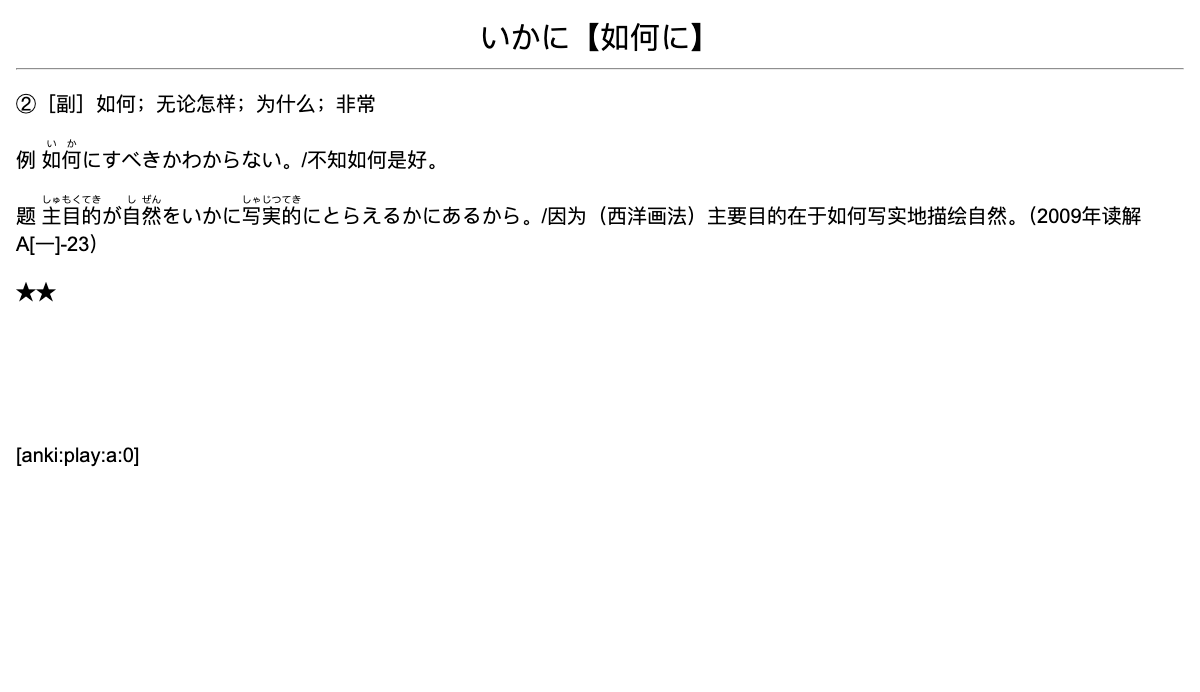 いかに【如何に】
②［副］如何；无论怎样；为什么；非常
いか
例 如何にすべきかわからない。/不知如何是好。
しゅもくてき しぜん しゃじつてき
题 主目的が自然をいかに写実的にとらえるかにあるから。/因为（西洋画法）主要目的在于如何写实地描绘自然。（2009年读解
A[一]-23）
★★
[anki:play:a:0]